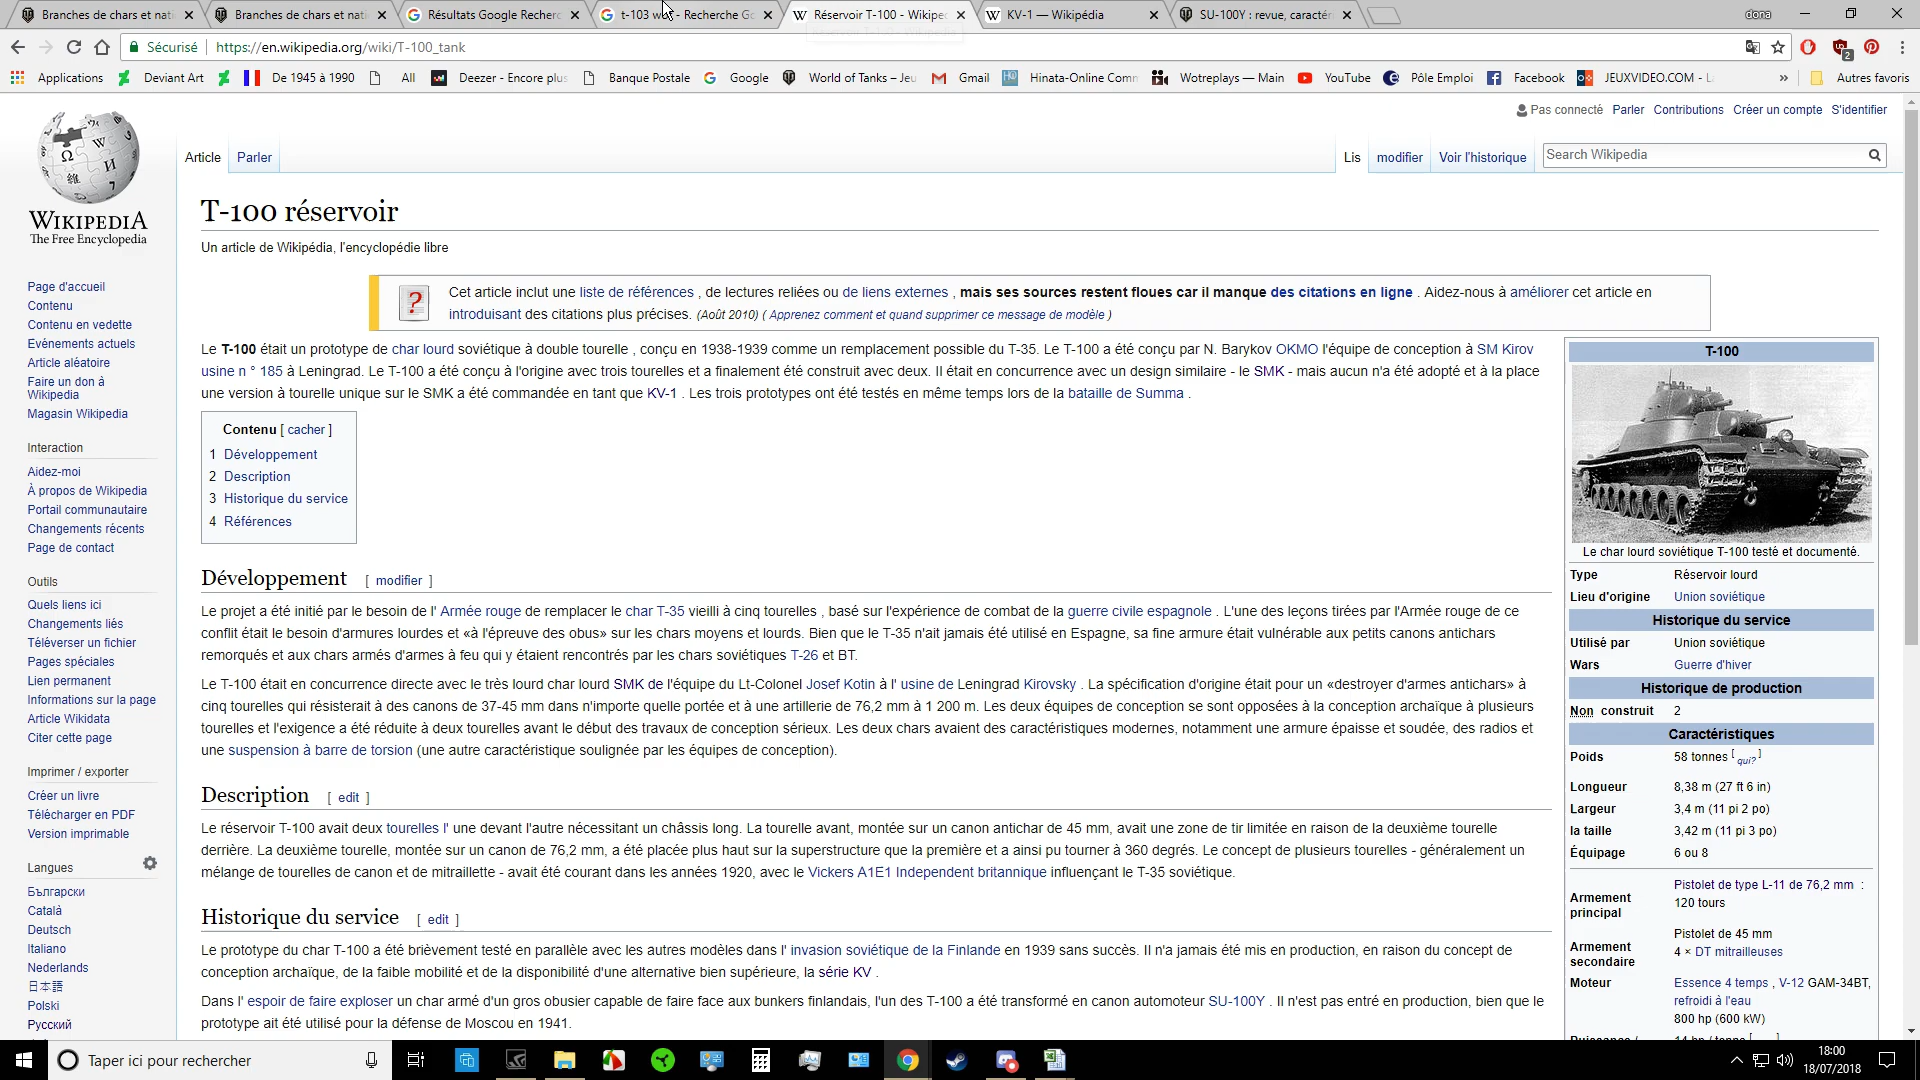 Branches de chars et nati
Branches de chars et nati
Résultats Google Recherc
t-103 w
- Recherche Go
Réservoir T-100 - Wikipe
KV-1 — Wikipédia
SU-100Y : revue, caractér
dona
Sécurisé
https://en.wikipedia.org/wiki/T-100_tank
2
Applications
Deviant Art
De 1945 à 1990
All
Deezer - Encore plus
Banque Postale
Google
World of Tanks – Jeu
Gmail
Hinata-Online Comm
Wotreplays — Main
YouTube
Pôle Emploi
Facebook
JEUXVIDEO.COM - La
»
Autres favoris
Pas connecté Parler Contributions Créer un compte S'identifier
WIKIPEDIA
The Free Encyclopedia
Article Parler
Lis modifier Voir l'historique
Search Wikipedia
Page d'accueil
Contenu
Contenu en vedette
Evénements actuels
Article aléatoire
Faire un don à
Wikipedia
Magasin Wikipedia
Interaction
Aidez-moi
À propos de Wikipedia
Portail communautaire
Changements récents
Page de contact
Outils
Quels liens ici
Changements liés
Téléverser un fichier
Pages spéciales
Lien permanent
Informations sur la page
Article Wikidata
Citer cette page
Imprimer / exporter
Créer un livre
Télécharger en PDF
Version imprimable
Langues
Български
Català
Deutsch
Italiano
Nederlands
日本語
Polski
Русский
T-100 réservoir
Un article de Wikipédia, l'encyclopédie libre
Cet article inclut une liste de références , de lectures reliées ou de liens externes , mais ses sources restent floues car il manque des citations en ligne . Aidez-nous à améliorer cet article en
introduisant des citations plus précises. (Août 2010) ( Apprenez comment et quand supprimer ce message de modèle )
Le T-100 était un prototype de char lourd soviétique à double tourelle , conçu en 1938-1939 comme un remplacement possible du T-35. Le T-100 a été conçu par N. Barykov OKMO l'équipe de conception à SM Kirov
usine n ° 185 à Leningrad. Le T-100 a été conçu à l'origine avec trois tourelles et a finalement été construit avec deux. Il était en concurrence avec un design similaire - le SMK - mais aucun n'a été adopté et à la place
une version à tourelle unique sur le SMK a été commandée en tant que KV-1 . Les trois prototypes ont été testés en même temps lors de la bataille de Summa .
Contenu [ cacher ]
1 Développement
2 Description
3 Historique du service
4 Références
Développement [ modifier ]
Le projet a été initié par le besoin de l' Armée rouge de remplacer le char T-35 vieilli à cinq tourelles , basé sur l'expérience de combat de la guerre civile espagnole . L'une des leçons tirées par l'Armée rouge de ce
conflit était le besoin d'armures lourdes et «à l'épreuve des obus» sur les chars moyens et lourds. Bien que le T-35 n'ait jamais été utilisé en Espagne, sa fine armure était vulnérable aux petits canons antichars
remorqués et aux chars armés d'armes à feu qui y étaient rencontrés par les chars soviétiques T-26 et BT.
Le T-100 était en concurrence directe avec le très lourd char lourd SMK de l'équipe du Lt-Colonel Josef Kotin à l' usine de Leningrad Kirovsky . La spécification d'origine était pour un «destroyer d'armes antichars» à
cinq tourelles qui résisterait à des canons de 37-45 mm dans n'importe quelle portée et à une artillerie de 76,2 mm à 1 200 m. Les deux équipes de conception se sont opposées à la conception archaïque à plusieurs
tourelles et l'exigence a été réduite à deux tourelles avant le début des travaux de conception sérieux. Les deux chars avaient des caractéristiques modernes, notamment une armure épaisse et soudée, des radios et
une suspension à barre de torsion (une autre caractéristique soulignée par les équipes de conception).
Description [ edit ]
Le réservoir T-100 avait deux tourelles l' une devant l'autre nécessitant un châssis long. La tourelle avant, montée sur un canon antichar de 45 mm, avait une zone de tir limitée en raison de la deuxième tourelle
derrière. La deuxième tourelle, montée sur un canon de 76,2 mm, a été placée plus haut sur la superstructure que la première et a ainsi pu tourner à 360 degrés. Le concept de plusieurs tourelles - généralement un
mélange de tourelles de canon et de mitraillette - avait été courant dans les années 1920, avec le Vickers A1E1 Independent britannique influençant le T-35 soviétique.
Historique du service [ edit ]
Le prototype du char T-100 a été brièvement testé en parallèle avec les autres modèles dans l' invasion soviétique de la Finlande en 1939 sans succès. Il n'a jamais été mis en production, en raison du concept de
conception archaïque, de la faible mobilité et de la disponibilité d'une alternative bien supérieure, la série KV .
Dans l' espoir de faire exploser un char armé d'un gros obusier capable de faire face aux bunkers finlandais, l'un des T-100 a été transformé en canon automoteur SU-100Y . Il n'est pas entré en production, bien que le
prototype ait été utilisé pour la défense de Moscou en 1941.
T-100
Le char lourd soviétique T-100 testé et documenté.
Type Réservoir lourd
Lieu d'origine Union soviétique
Historique du service
Utilisé par Union soviétique
Wars Guerre d'hiver
Historique de production
Non construit 2
Caractéristiques
Poids 58 tonnes [ qui? ]
Longueur 8,38 m (27 ft 6 in)
Largeur 3,4 m (11 pi 2 po)
la taille 3,42 m (11 pi 3 po)
Équipage 6 ou 8
Armement principal Pistolet de type L-11 de 76,2 mm :
120 tours
Armement secondaire Pistolet de 45 mm
4 × DT mitrailleuses
Moteur Essence 4 temps , V-12 GAM-34BT,
refroidi à l'eau
800 hp (600 kW)
Taper ici pour rechercher
18:00
18/07/2018